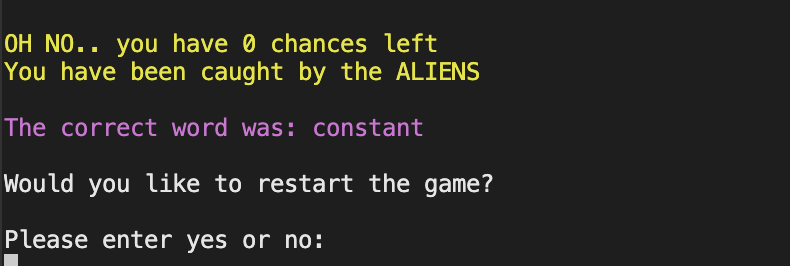 OH NO.. you have 0 chances left
You have been caught by the ALIENS
The correct word was: constant
Would you like to restart the game?
Please enter yes or no: